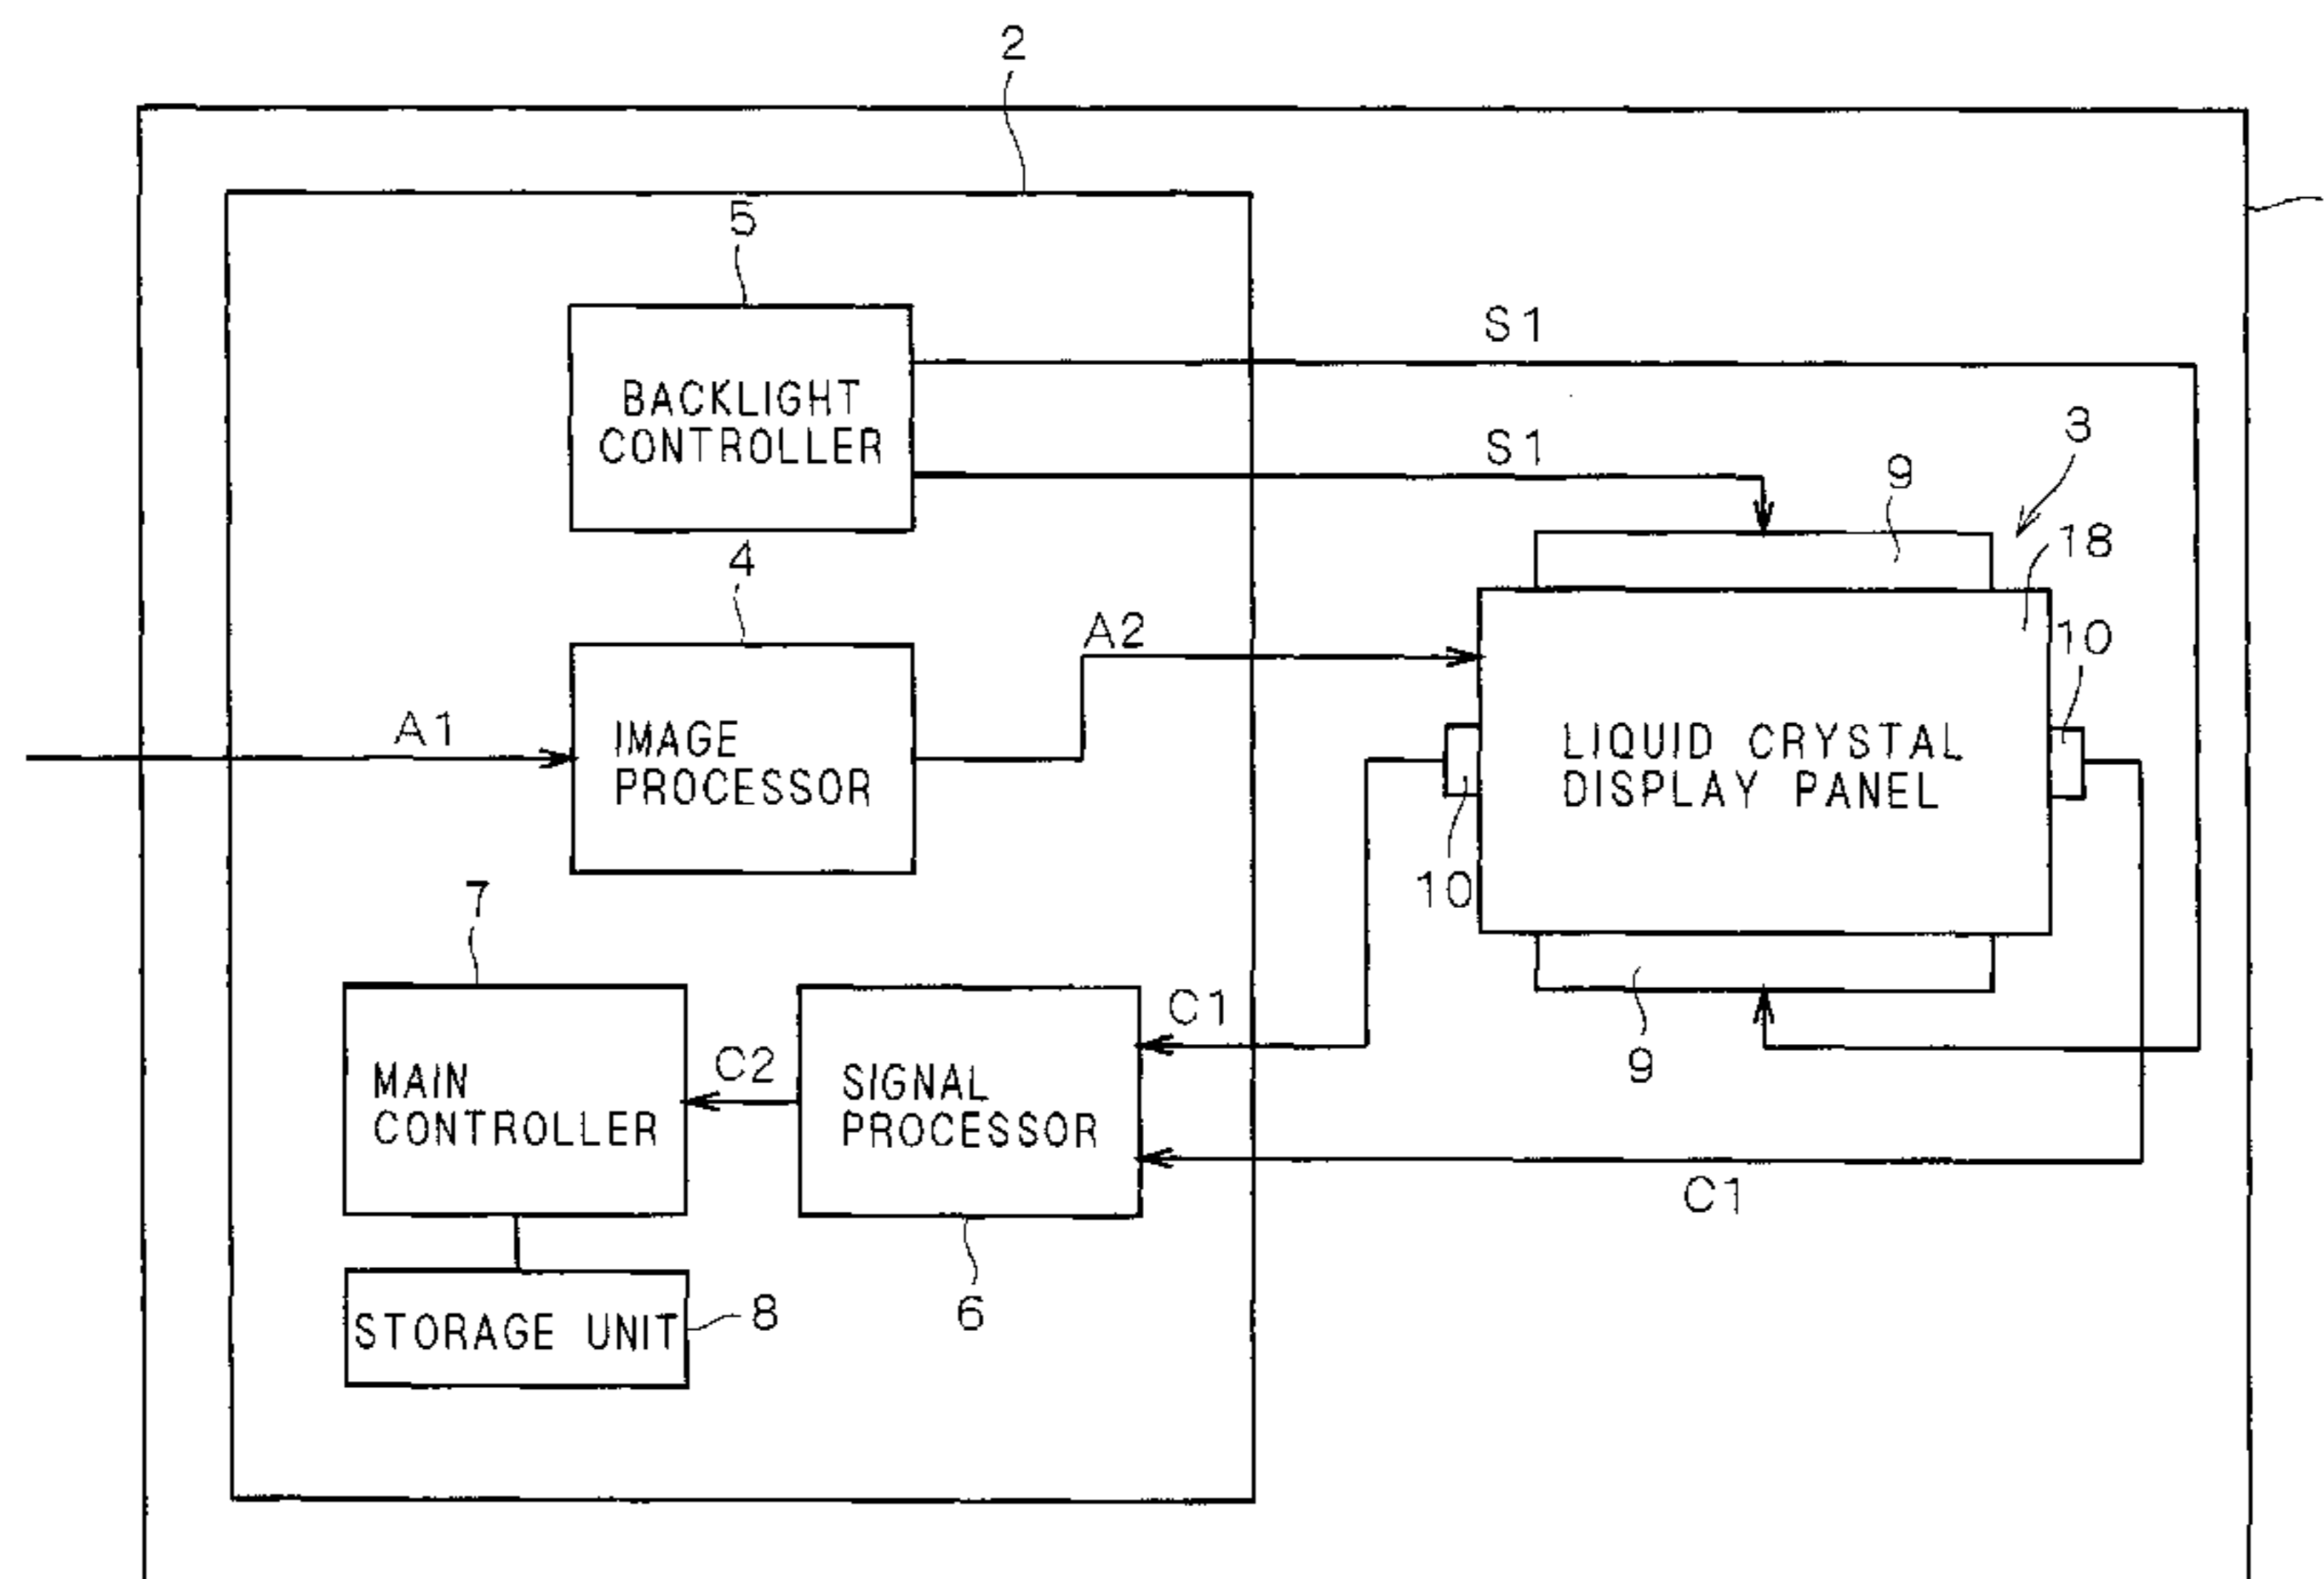 2
5
S1
BACKLIGHT
CONTROLLER
S1
3
9
18
4
A2
10
A1
IMAGE
PROCESSOR
LIQUID CRYSTAL
DISPLAY PANEL
10
7
C1
9
MAIN
CONTROLLER
C2
SIGNAL
PROCESSOR
C1
6
STORAGE UNIT
8